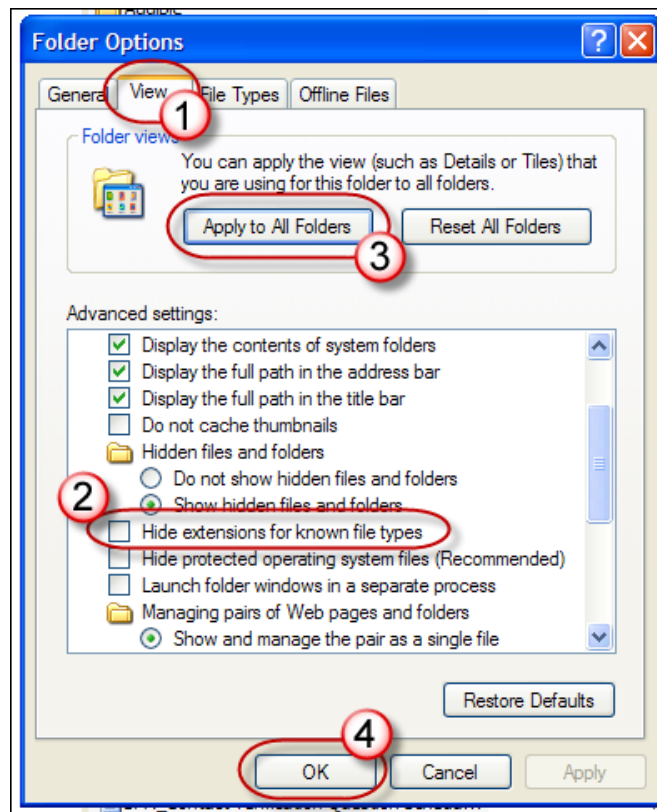 Folder Options
General
View
File Types
Offline Files
1
Folder views
You can apply the view (such as Details or Tiles) that
you are using for this folder to all folders.
Apply to All Folders
Reset All Folders
3
Advanced settings:
Display the contents of system folders
Display the full path in the address bar
Display the full path in the title bar
Do not cache thumbnails
Hidden files and folders
Do not show hidden files and folders
2
Show hidden files and folders
Hide extensions for known file types
Hide protected operating system files (Recommended)
Launch folder windows in a separate process
Managing pairs of Web pages and folders
Show and manage the pair as a single file
Restore Defaults
4
OK
Cancel
Apply